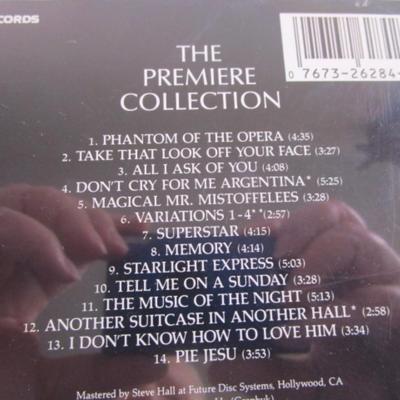 CORDS
THE
PREMIERE
COLLECTION
0 7673-26284-
1. PHANTOM OF THE OPERA (4:35)
2. TAKE THAT LOOK OFF YOUR FACE (3:27)
3. ALL I ASK OF YOU (4:08)
4. DON'T CRY FOR ME ARGENTINA* (5:25)
5. MAGICAL MR. MISTOFFELEES (3:28)
6. VARIATIONS 1-4**(2:57)
7. SUPERSTAR (4:15)
8. MEMORY (4:14)
9. STARLIGHT EXPRESS (5:03)
10. TELL ME ON A SUNDAY (3:28)
11. THE MUSIC OF THE NIGHT (5:13)
12. ANOTHER SUITCASE IN ANOTHER HALL* (2:58)
13. I DON'T KNOW HOW TO LOVE HIM (3:34)
14. PIE JESU (3:53)
Mastered by Steve Hall at Future Disc Systems, Hollywood, CA